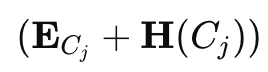 (𝐄_{C_j} + 𝐇(C_j))